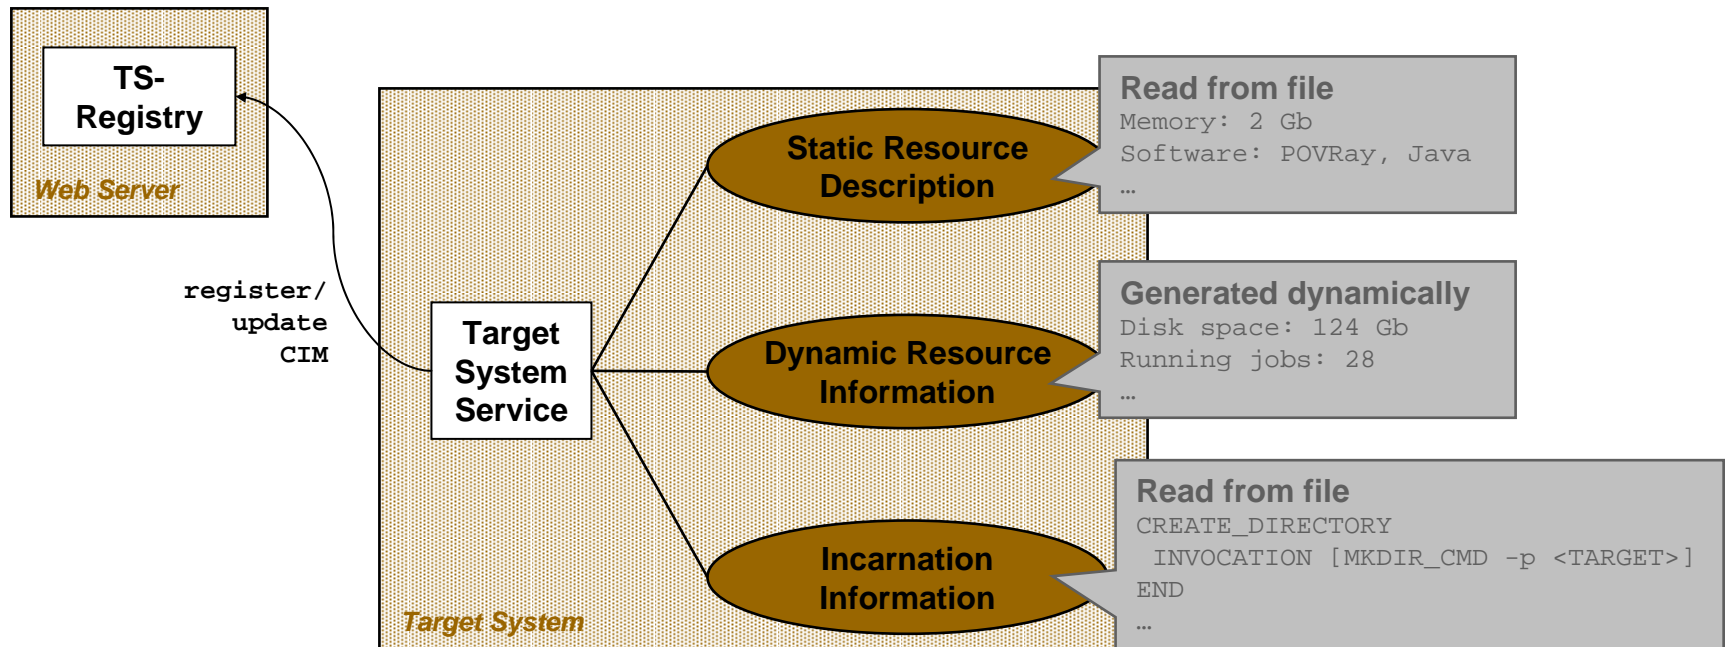 TS-
Registry
Web Server
register/
update
CIM
Target
System
Service
Target System
Static Resource
Description
Read from file
Memory: 2 Gb
Software: POVRay, Java
…
Dynamic Resource
Information
Generated dynamically
Disk space: 124 Gb
Running jobs: 28
…
Incarnation
Information
Read from file
CREATE_DIRECTORY
INVOCATION [MKDIR_CMD -p <TARGET>]
END
…